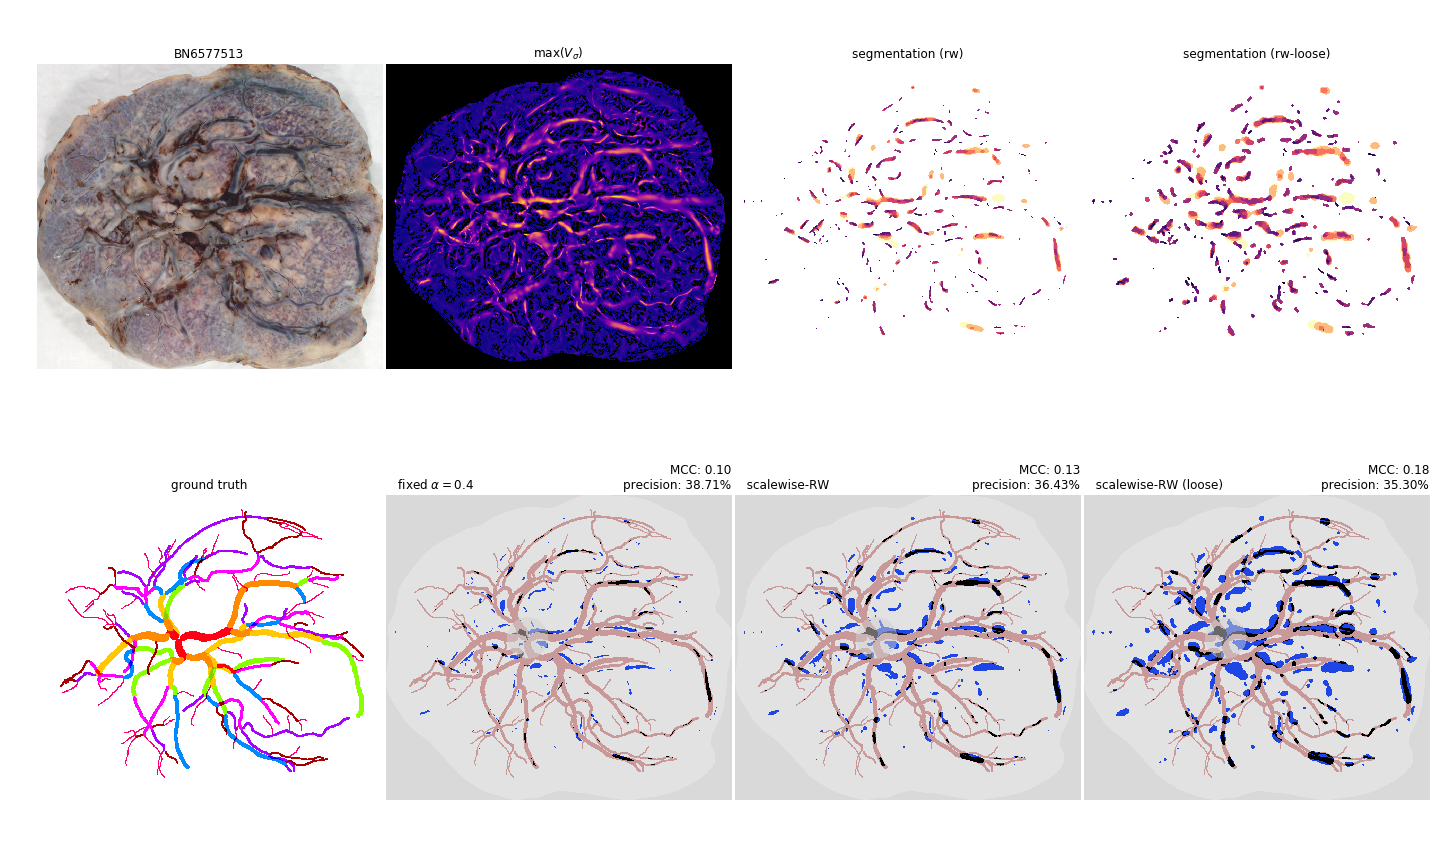 BN6577513
max(Vσ)
segmentation (rw)
segmentation (rw-loose)
ground truth
fixed α = 0.4
MCC: 0.10
precision: 38.71%
scalewise-RW
MCC: 0.13
precision: 36.43%
scalewise-RW (loose)
MCC: 0.18
precision: 35.30%